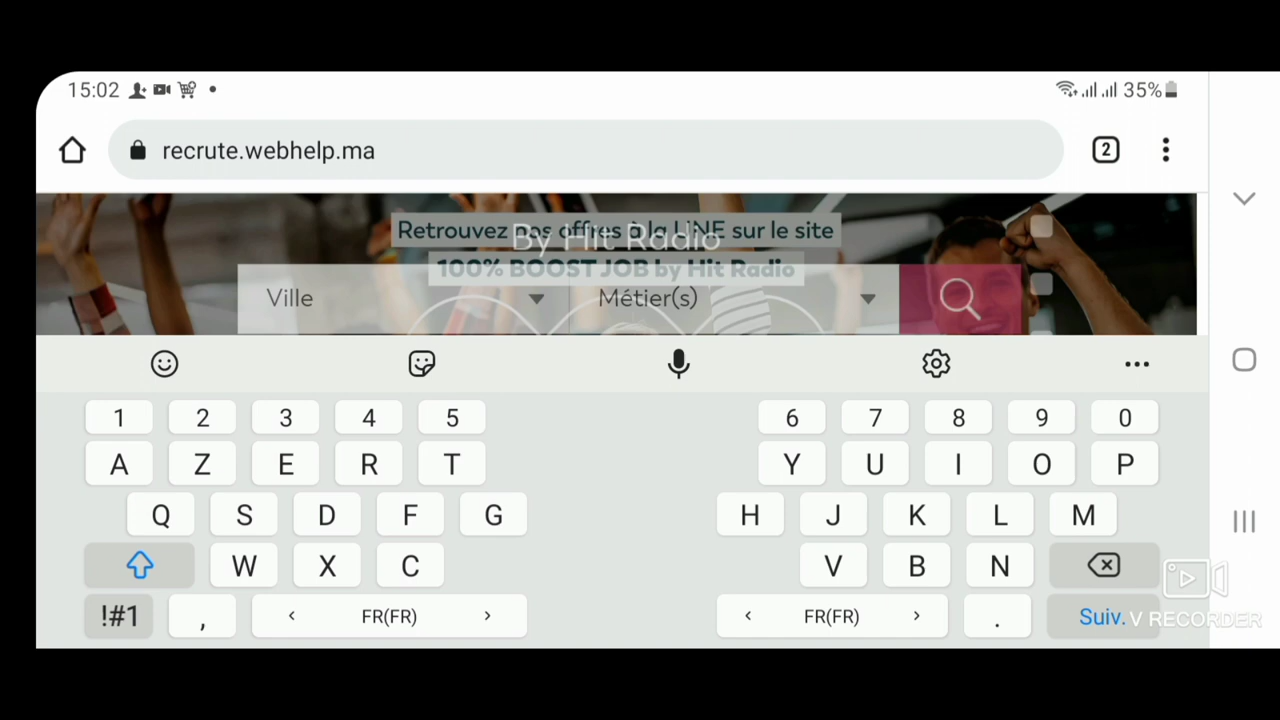 15:02 35%
2
recrute.webhelp.ma
Retrouvez nos offres à la LiNE sur le site
By Hit Radio
100% BOOST JOB by Hit Radio
Ville Métier(s)
1 2 3 4 5 6 7 8 9 0
A Z E R T Y U I O P
Q S D F G H J K L M
W X C V B N
!#1 , < FR(FR) > < FR(FR) > . Suiv.
V RECORDER